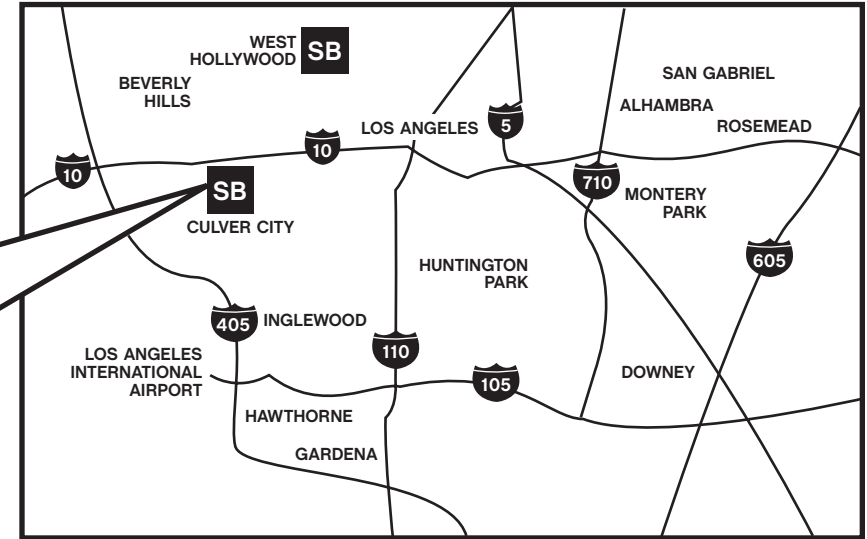 WEST
HOLLYWOOD
SB
BEVERLY
HILLS
SAN GABRIEL
ALHAMBRA
ROSEMEAD
LOS ANGELES
5
10
10
710
SB
CULVER CITY
MONTERY
PARK
605
HUNTINGTON
PARK
405
INGLEWOOD
110
LOS ANGELES
INTERNATIONAL
AIRPORT
105
DOWNEY
HAWTHORNE
GARDENA